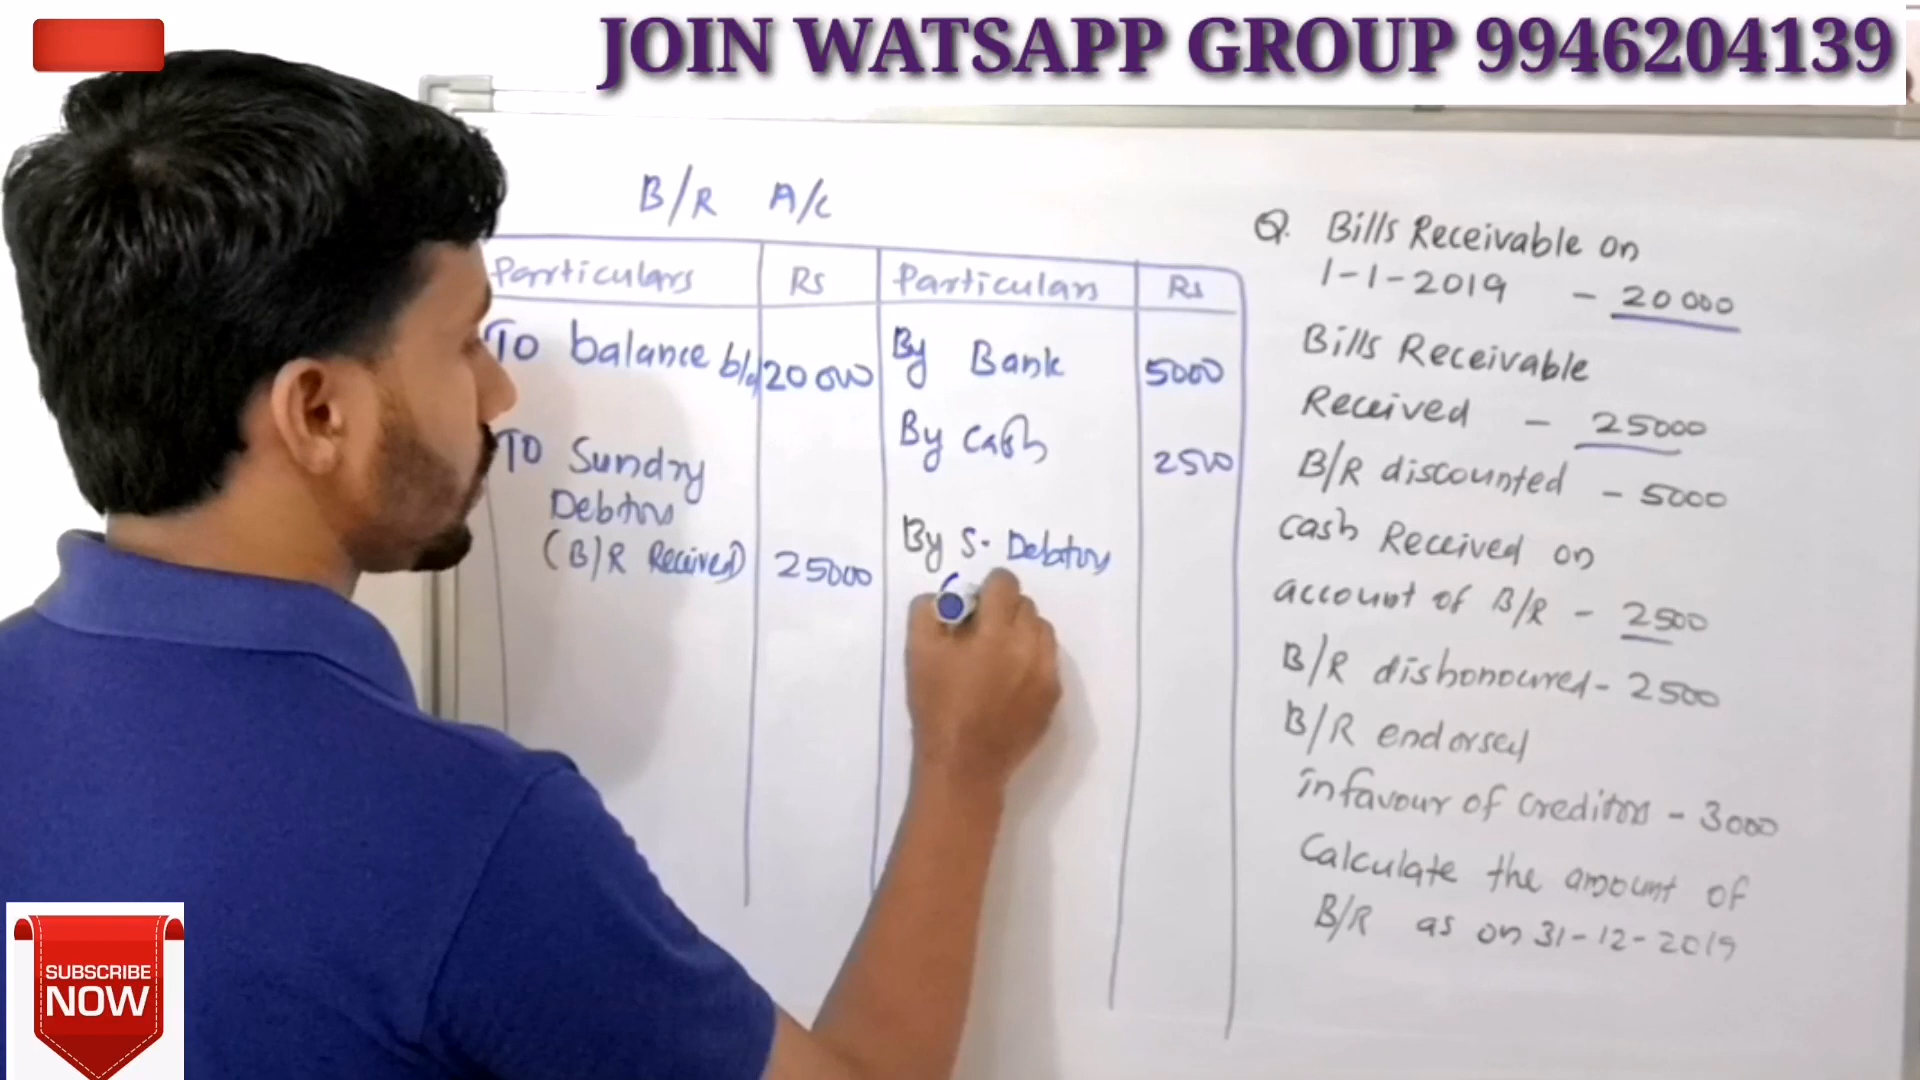 JOIN WATSAPP GROUP 9946204139
B/R A/C
Particulars Rs Particulars Rs
To balance b/d 20000 By Bank 5000
By Cash 2500
To Sundry
Debtors
(B/R Received) 25000
By S. Debtors
(
Q. Bills Receivable on
1-1-2019 - 20000
Bills Receivable
Received - 25000
B/R discounted - 5000
Cash Received on
account of B/R - 2500
B/R dishonoured - 2500
B/R endorsed
infavour of Creditors - 3000
Calculate the amount of
B/R as on 31-12-2019
SUBSCRIBE
NOW